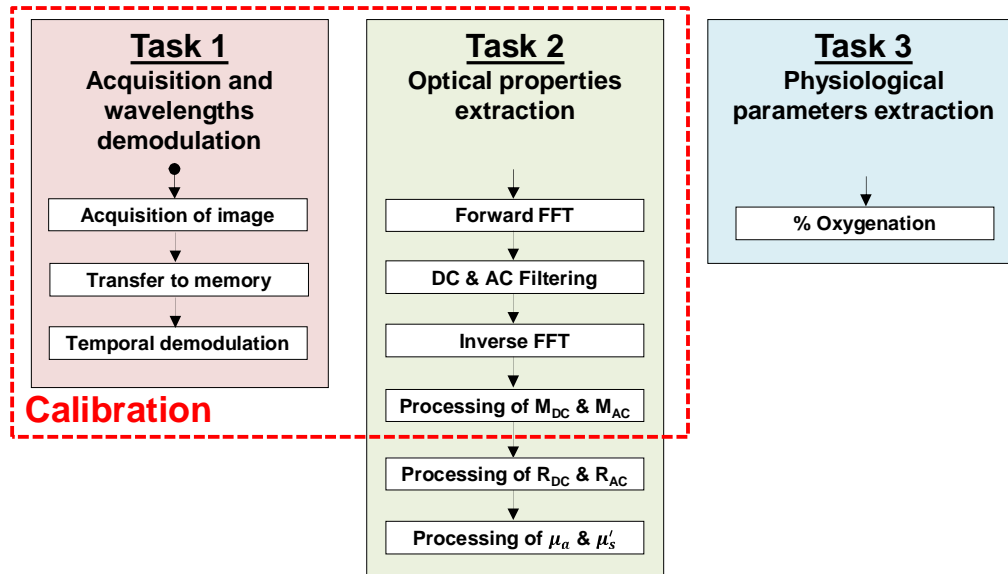 Task 1
Acquisition and
wavelengths
demodulation
Acquisition of image
Transfer to memory
Temporal demodulation
Calibration
Task 2
Optical properties
extraction
Forward FFT
DC & AC Filtering
Inverse FFT
Processing of M_DC & M_AC
Processing of R_DC & R_AC
Processing of μ_a & μ'_s
Task 3
Physiological
parameters extraction
% Oxygenation